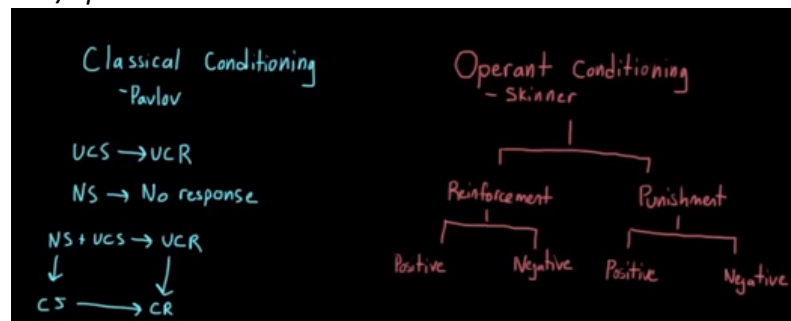 Classical Conditioning
- Pavlov
UCS → UCR
NS → No response
NS + UCS → UCR
CS → CR
Operant Conditioning
- Skinner
Reinforcement Punishment
Positive Negative Positive Negative